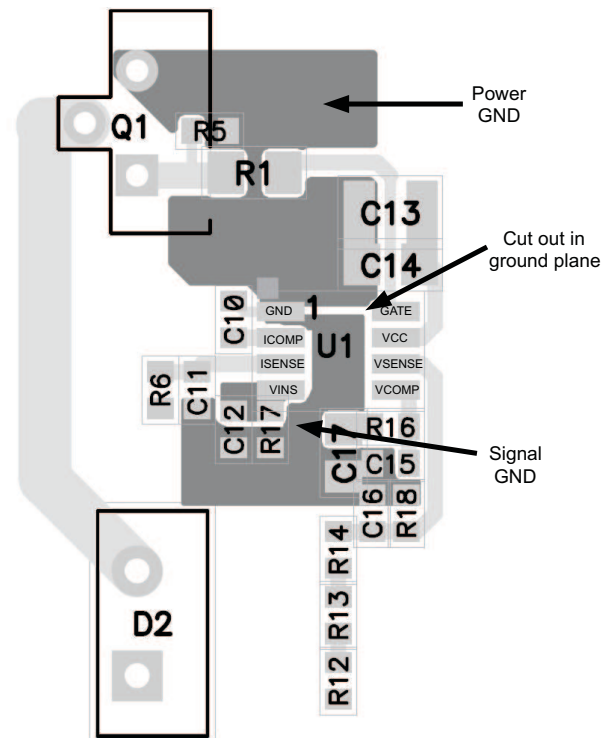 Power
GND
Q1
R5
R1
C13
C14
Cut out in
ground plane
C10
GND
1
GATE
ICOMP
U1
VCC
ISENSE
VSENSE
VINS
VCOMP
R6
C11
C12
R17
C17
R16
C15
Signal
GND
C16
R18
R14
R13
R12
D2